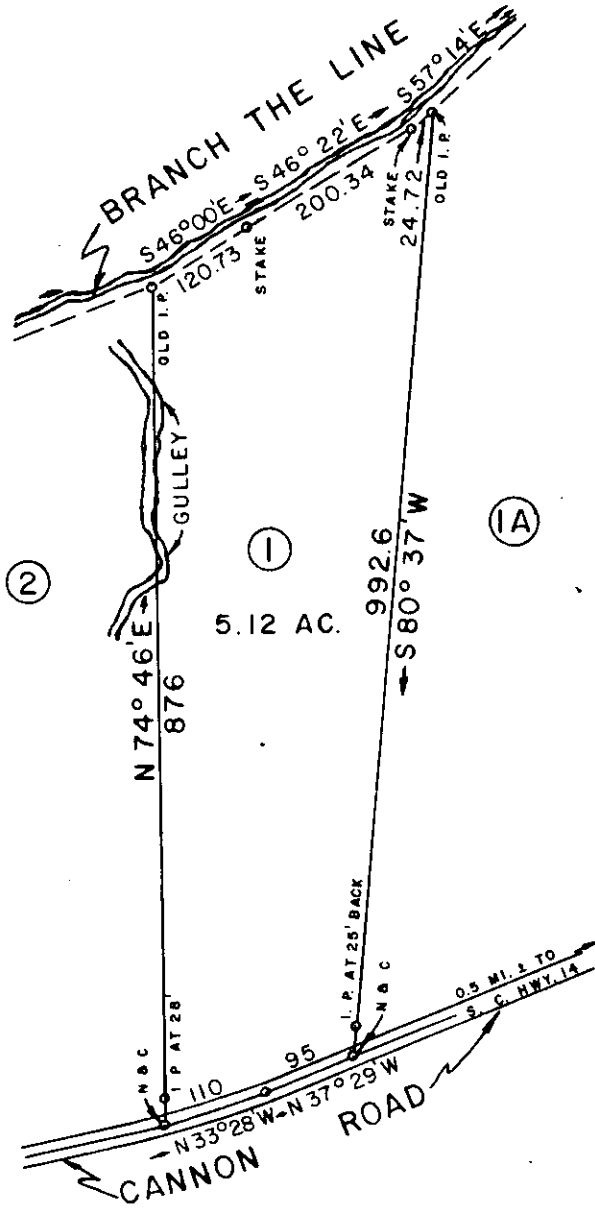 BRANCH THE LINE
S46°00'E
S46° 22'E
S57°14'E
120.73
200.34
24.72
STAKE
STAKE
OLD I.P.
OLD I.P.
GULLEY
2
1
1A
5.12 AC.
N 74° 46' E
876
992.6
S 80° 37' W
N & C
I P AT 28'
I. P. AT 25' BACK
N & C
110
95
N33°28'W
N37°29'W
0.5 MI. ± TO
S. C. HWY. 14
CANNON ROAD